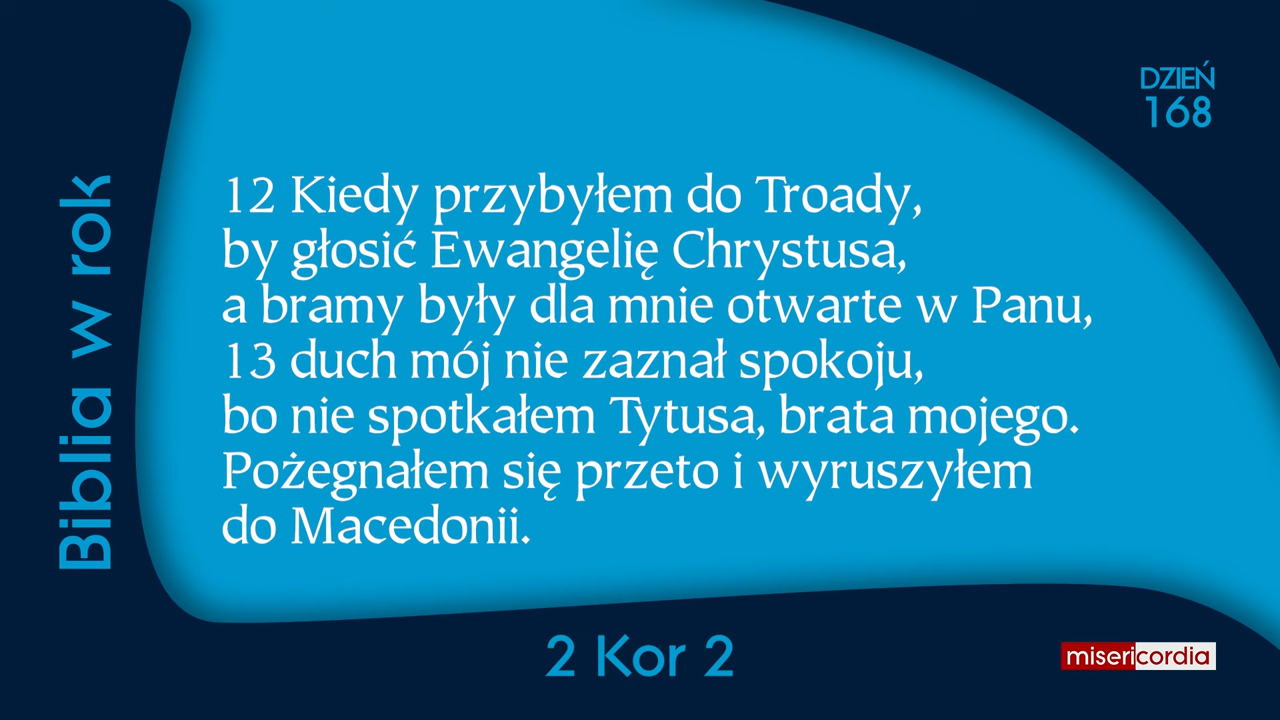 DZIEŃ
168
Biblia w rok
12 Kiedy przybyłem do Troady,
by głosić Ewangelię Chrystusa,
a bramy były dla mnie otwarte w Panu,
13 duch mój nie zaznał spokoju,
bo nie spotkałem Tytusa, brata mojego.
Pożegnałem się przeto i wyruszyłem
do Macedonii.
2 Kor 2
misericordia